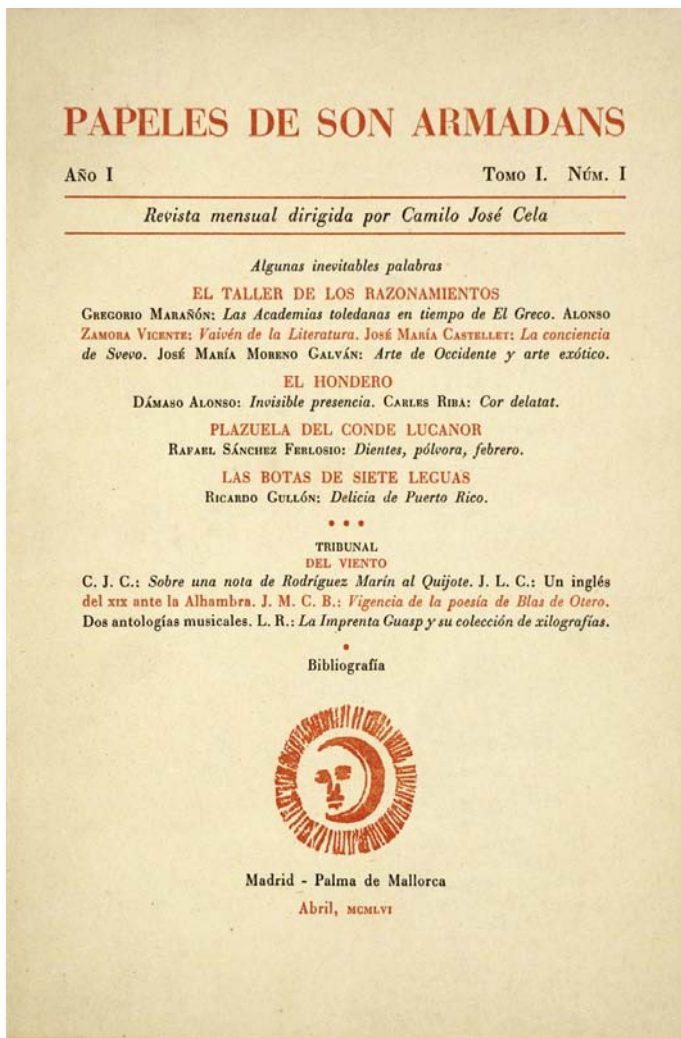 PAPELES DE SON ARMADANS
Año I Tomo I. Núm. I
Revista mensual dirigida por Camilo José Cela
Algunas inevitables palabras
EL TALLER DE LOS RAZONAMIENTOS
Gregorio Marañón: Las Academias toledanas en tiempo de El Greco. Alonso
Zamora Vicente: Vaivén de la Literatura. José María Castellet: La conciencia
de Svevo. José María Moreno Galván: Arte de Occidente y arte exótico.
EL HONDERO
Dámaso Alonso: Invisible presencia. Carles Riba: Cor delatat.
PLAZUELA DEL CONDE LUCANOR
Rafael Sánchez Ferlosio: Dientes, pólvora, febrero.
LAS BOTAS DE SIETE LEGUAS
Ricardo Gullón: Delicia de Puerto Rico.
TRIBUNAL
DEL VIENTO
C. J. C.: Sobre una nota de Rodríguez Marín al Quijote. J. L. C.: Un inglés
del xix ante la Alhambra. J. M. C. B.: Vigencia de la poesía de Blas de Otero.
Dos antologías musicales. L. R.: La Imprenta Guasp y su colección de xilografías.
Bibliografía
Madrid - Palma de Mallorca
Abril, MCMLVI